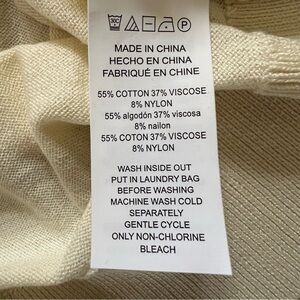 MADE IN CHINA
HECHO EN CHINA
FABRIQUÉ EN CHINE
55% COTTON 37% VISCOSE
8% NYLON
55% algodón 37% viscosa
8% nailon
55% COTON 37% VISCOSE
8% NYLON
WASH INSIDE OUT
PUT IN LAUNDRY BAG
BEFORE WASHING
MACHINE WASH COLD
SEPARATELY
GENTLE CYCLE
ONLY NON-CHLORINE
BLEACH